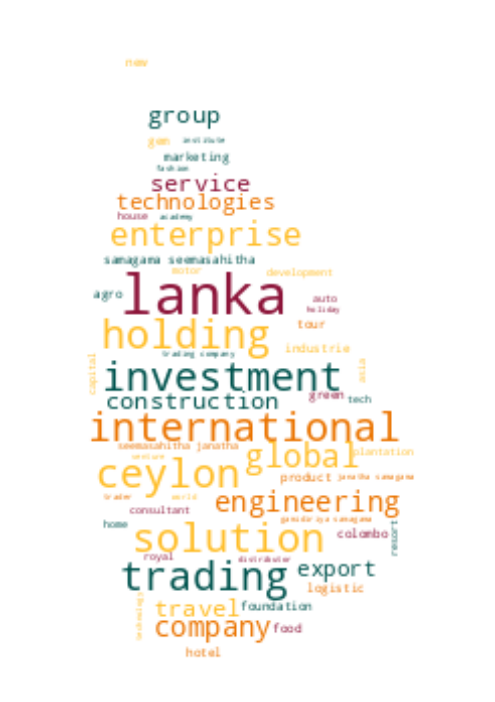 new
group
gem institute
marketing
fashion
service
technologies
house academy
enterprise
samagama seemasahitha
motor development
agro lanka auto
holiday
holding tour
trading company industrie
capital investment asia
construction green tech
international
seemasahitha janatha
venture global plantation
ceylon product janatha samagama
trader world engineering
consultant
home gamidiriya samagama
solution colombo resort
royal distributor
trading export
logistic
technology travel foundation
company food
hotel